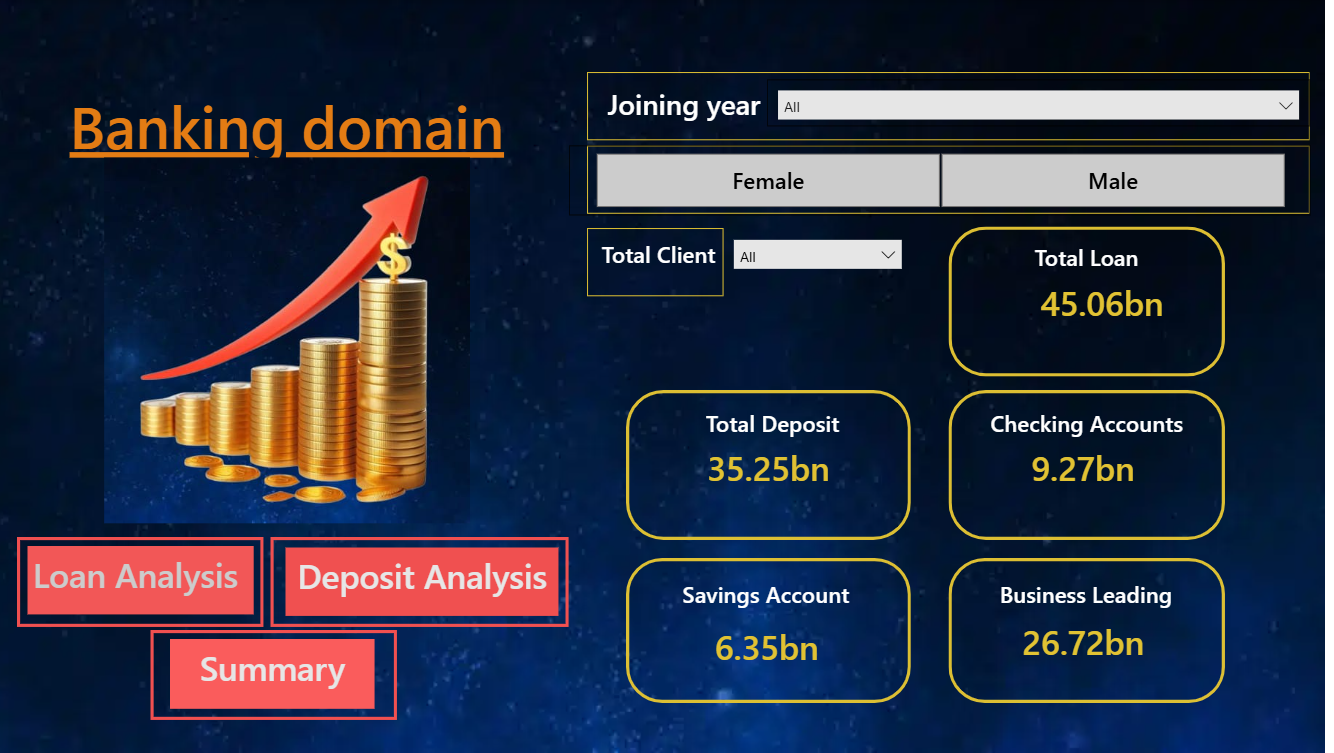 Banking domain
Joining year
All
Female
Male
Total Client
All
Total Loan
45.06bn
Total Deposit
35.25bn
Checking Accounts
9.27bn
Savings Account
6.35bn
Business Leading
26.72bn
Loan Analysis
Deposit Analysis
Summary
$